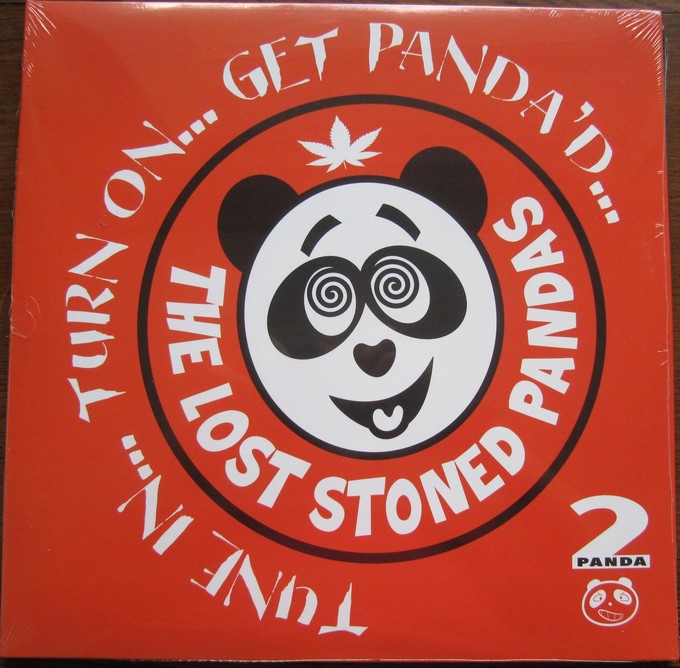 TUNE IN... TURN ON... GET PANDA'D...
THE LOST STONED PANDAS
2
PANDA